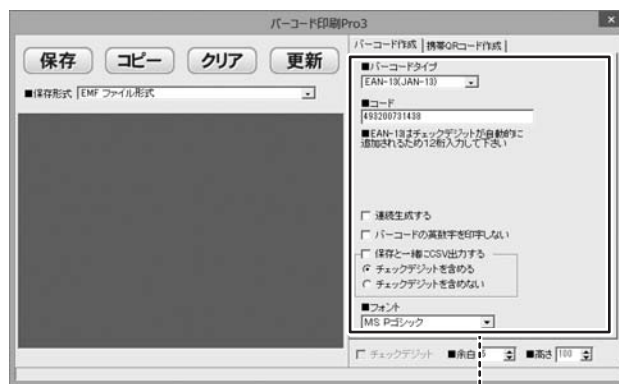 バーコード印刷Pro3
保存 コピー クリア 更新
■保存形式 EMF ファイル形式
バーコード作成 携帯QRコード作成
■バーコードタイプ
EAN-13(JAN-13)
■コード
493200731438
■EAN-13はチェックデジットが自動的に
追加されるため12桁入力して下さい
連続生成する
バーコードの英数字を印字しない
保存と一緒にCSV出力する
チェックデジットを含める
チェックデジットを含めない
■フォント
MS Pゴシック
チェックデジット ■余白 5 ■高さ 100